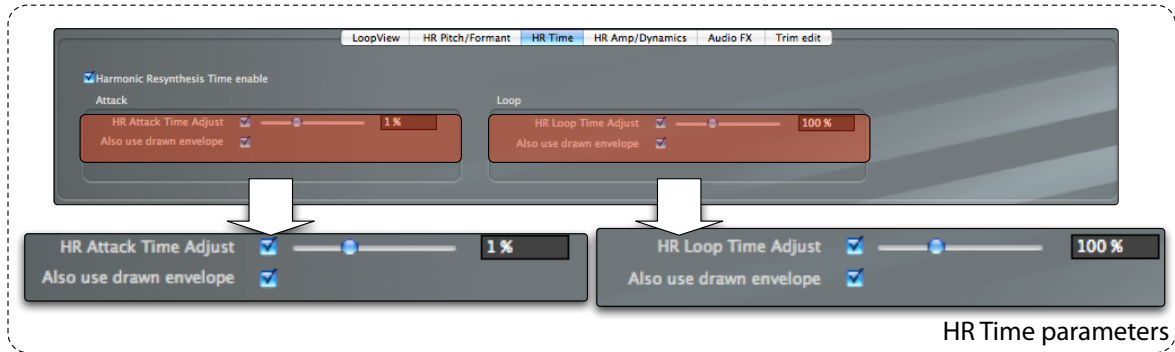 LoopView HR Pitch/Formant HR Time HR Amp/Dynamics Audio FX Trim edit
Harmonic Resynthesis Time enable
Attack
HR Attack Time Adjust 1 %
Also use drawn envelope
Loop
HR Loop Time Adjust 100 %
Also use drawn envelope
HR Attack Time Adjust 1 %
Also use drawn envelope
HR Loop Time Adjust 100 %
Also use drawn envelope
HR Time parameters